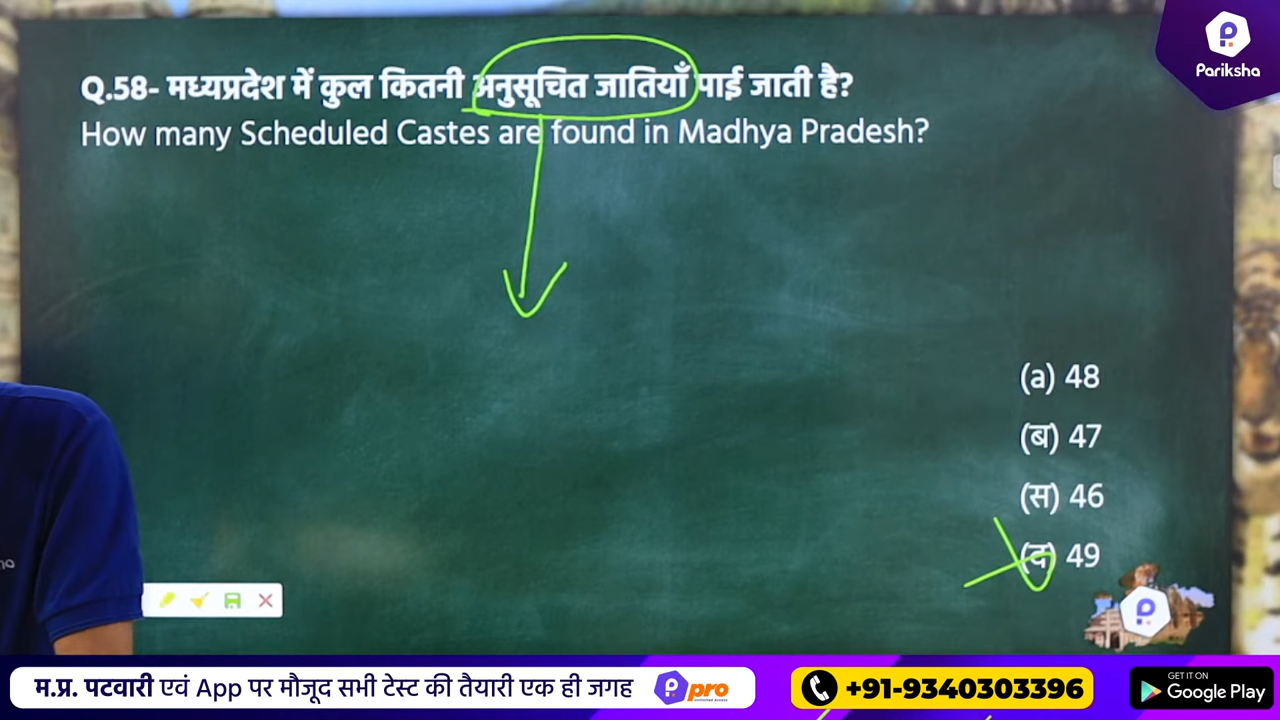 Pariksha
Q.58- मध्यप्रदेश में कुल कितनी अनुसूचित जातियाँ पाई जाती है?
How many Scheduled Castes are found in Madhya Pradesh?
(a) 48
(ब) 47
(स) 46
(द) 49
म.प्र. पटवारी एवं App पर मौजूद सभी टेस्ट की तैयारी एक ही जगह
pro
+91-9340303396
GET IT ON
Google Play